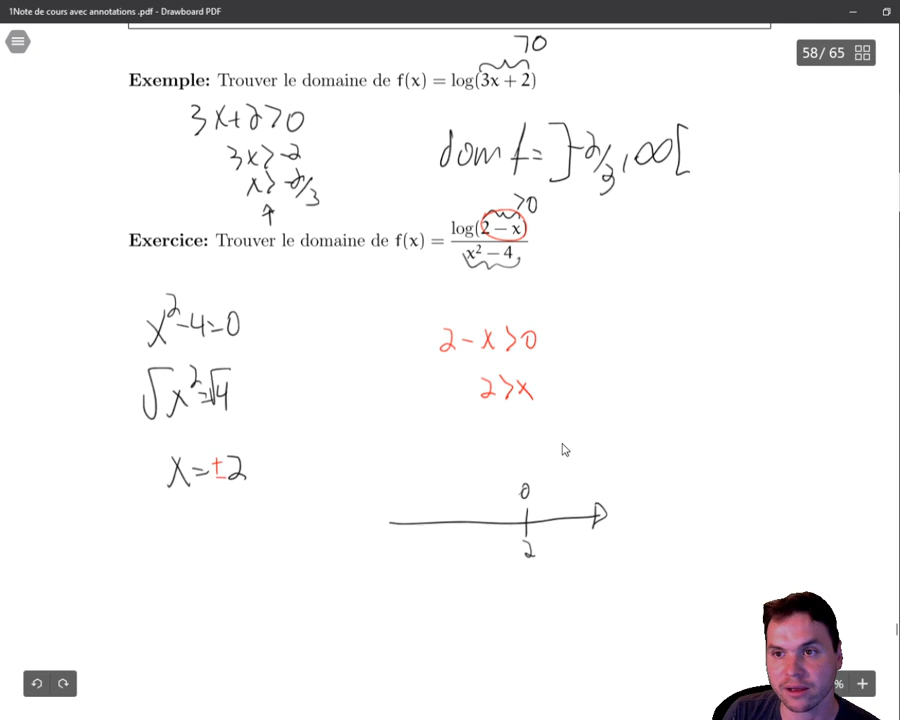 1Note de cours avec annotations .pdf - Drawboard PDF
58 / 65
>0
Exemple: Trouver le domaine de f(x) = log(3x + 2)
3x+2>0
3x>-2
x>-2/3
dom f = ]-2/3, ∞[
>0
Exercice: Trouver le domaine de f(x) = log(2 − x) / x² − 4
x²-4=0
√x²=√4
x=±2
2-x>0
2>x
0
2
%